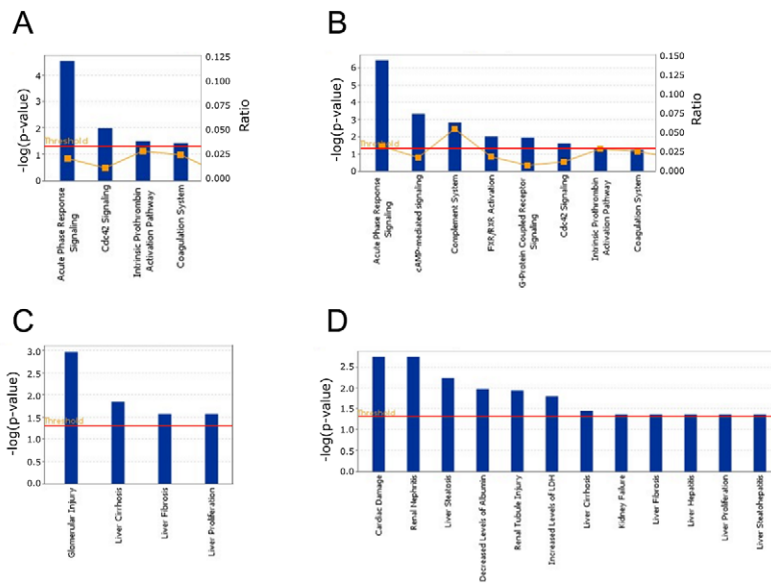 A
-log(p-value)
4
3
2
1
0
Threshold
0.125
0.100
0.075
0.050
0.025
0.000
Ratio
Acute Phase Response
Signaling
Cdc42 Signaling
Intrinsic Prothrombin
Activation Pathway
Coagulation System
B
-log(p-value)
6
5
4
3
2
1
0
Threshold
0.150
0.125
0.100
0.075
0.050
0.025
0.000
Ratio
Acute Phase Response
Signaling
cAMP-mediated signaling
Complement System
FXR/RXR Activation
G-Protein Coupled Receptor
Signaling
Cdc42 Signaling
Intrinsic Prothrombin
Activation Pathway
Coagulation System
C
-log(p-value)
3.0
2.5
2.0
1.5
1.0
0.5
0.0
Threshold
Glomerular Injury
Liver Cirrhosis
Liver Fibrosis
Liver Proliferation
D
-log(p-value)
2.5
2.0
1.5
1.0
0.5
0.0
Threshold
Cardiac Damage
Renal Nephritis
Liver Steatosis
Decreased Levels of Albumin
Renal Tubule Injury
Increased Levels of LDH
Liver Cirrhosis
Kidney Failure
Liver Fibrosis
Liver Hepatitis
Liver Proliferation
Liver Steatohepatitis